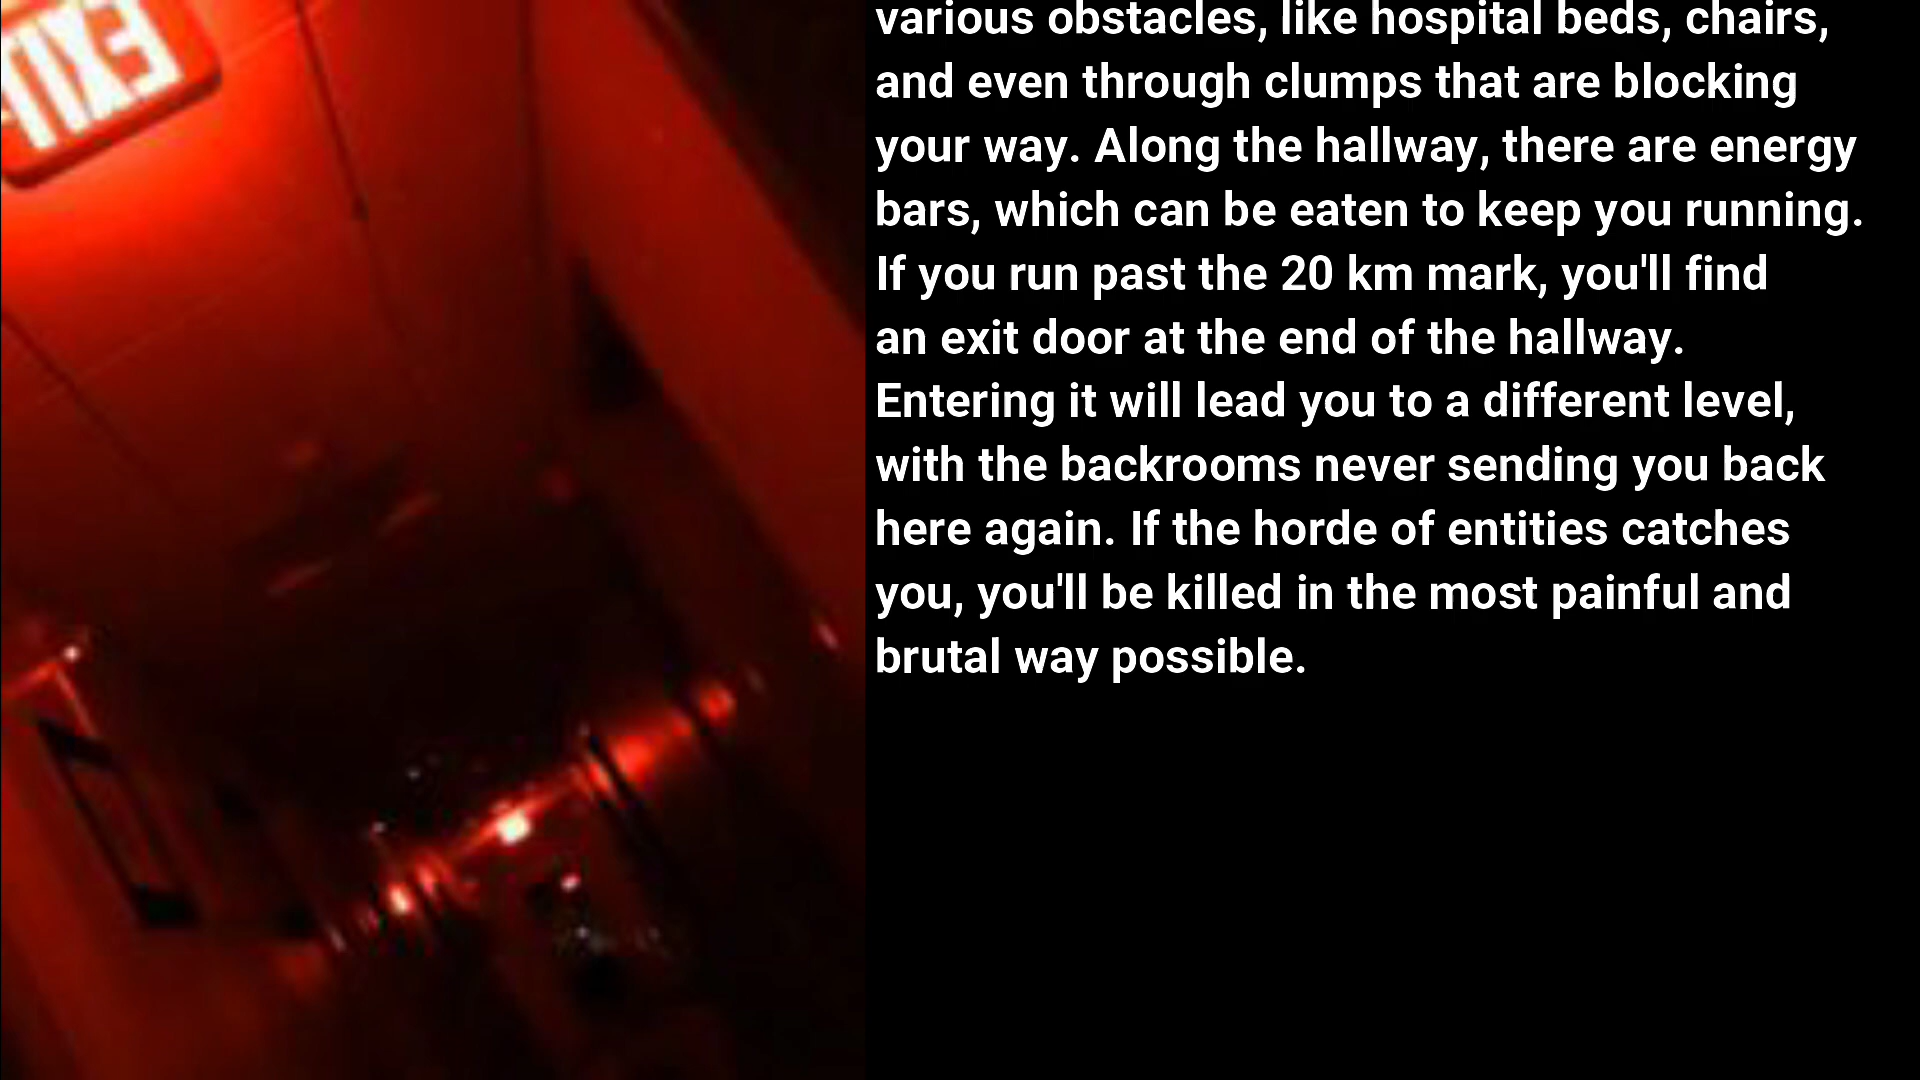 EXIT
various obstacles, like hospital beds, chairs,
and even through clumps that are blocking
your way. Along the hallway, there are energy
bars, which can be eaten to keep you running.
If you run past the 20 km mark, you'll find
an exit door at the end of the hallway.
Entering it will lead you to a different level,
with the backrooms never sending you back
here again. If the horde of entities catches
you, you'll be killed in the most painful and
brutal way possible.